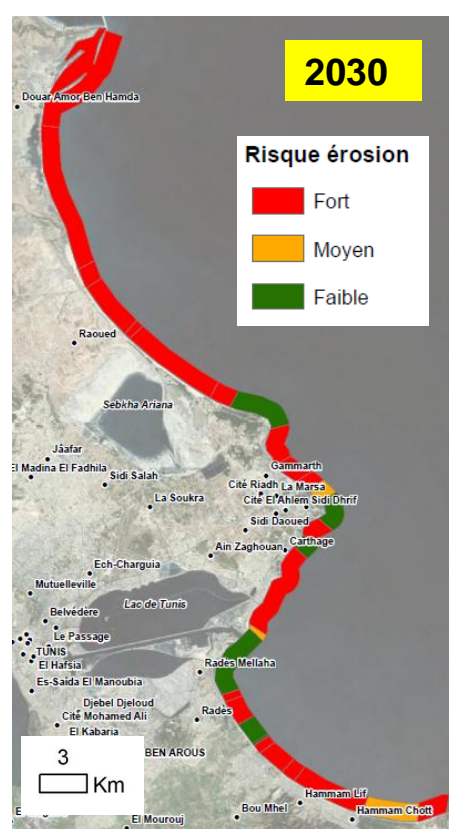 2030
Risque érosion
Fort
Moyen
Faible
Douar Amor Ben Hamda
Raoued
Sebkha Ariana
Jâafar
El Madina El Fadhila
Sidi Salah
La Soukra
Gammarth
Cité Riadh
La Marsa
Cité El Ahlem
Sidi Dhrif
Sidi Daoued
Carthage
Ain Zaghouan
Ech-Charguia
Mutuelleville
Lac de Tunis
Belvédère
Le Passage
TUNIS
El Hafsia
Radès Mellaha
Es-Saida El Manoubia
Djebel Djeloud
Cité Mohamed Ali
Radès
El Kabaria
BEN AROUS
3
Km
Hammam Lif
Bou Mhel
Hammam Chott
El Mourouj